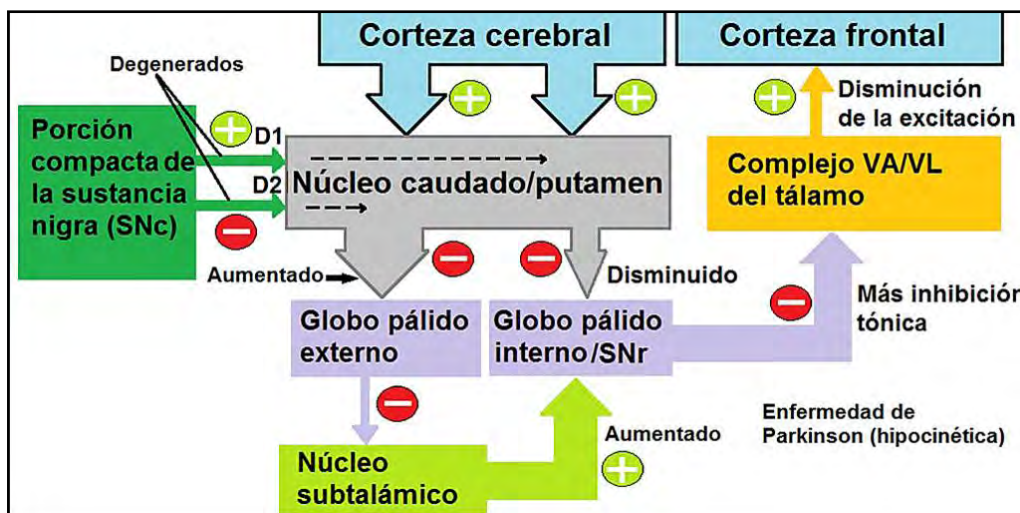 Corteza cerebral
Corteza frontal
Degenerados
Disminución
de la excitación
Porción
compacta de
la sustancia
nigra (SNc)
D1
D2
Núcleo caudado/putamen
Complejo VA/VL
del tálamo
Aumentado
Disminuido
Más inhibición
tónica
Globo pálido
externo
Globo pálido
interno/SNr
Aumentado
Enfermedad de
Parkinson (hipocinética)
Núcleo
subtalámico